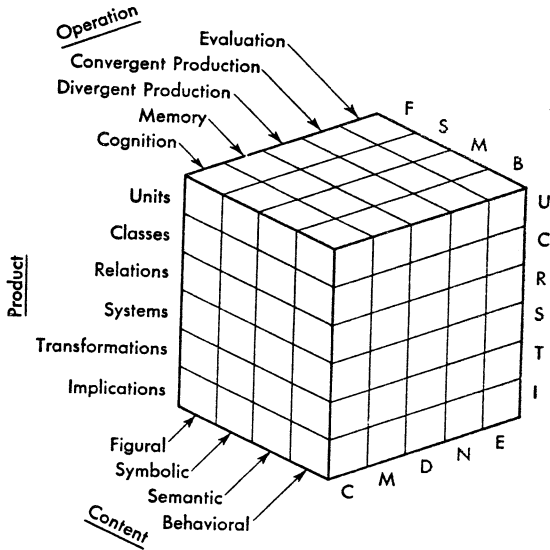 Operation
Evaluation
Convergent Production
Divergent Production
Memory
Cognition
F
S
M
B
Product
Units
Classes
Relations
Systems
Transformations
Implications
U
C
R
S
T
I
Figural
Symbolic
Semantic
Behavioral
Content
C
M
D
N
E